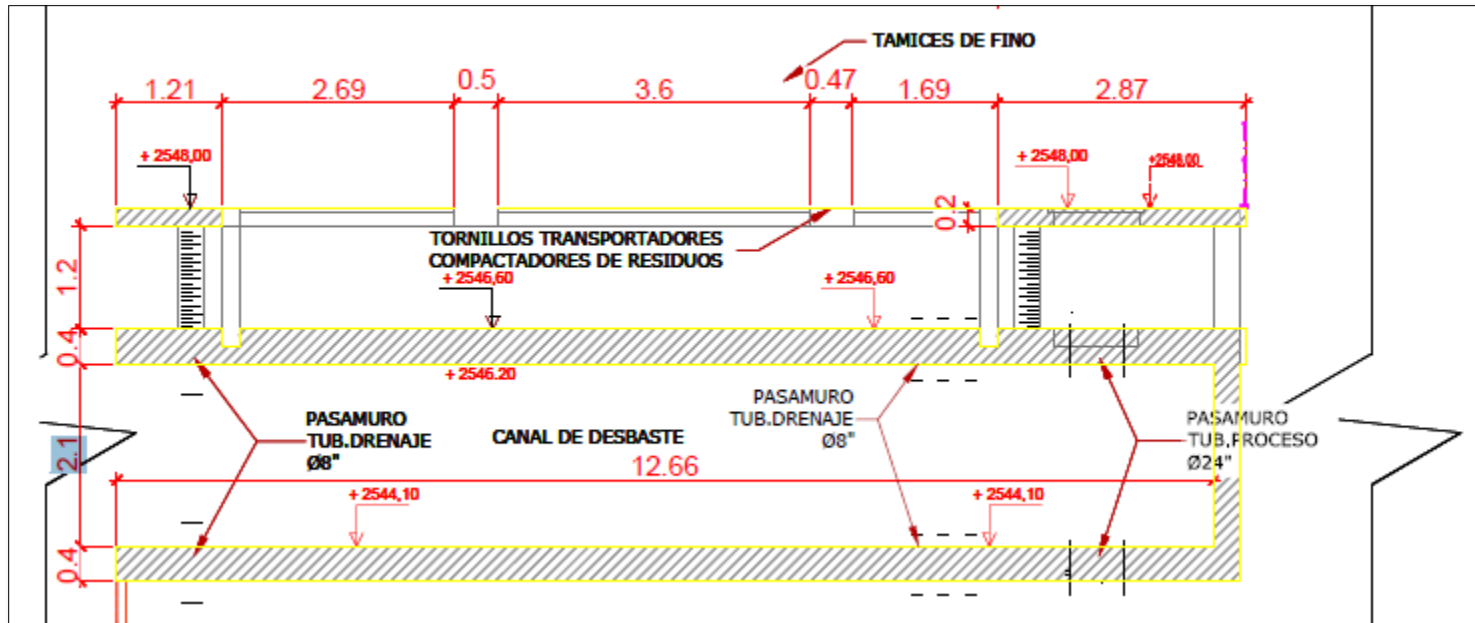 TAMICES DE FINO
1.21
2.69
0.5
3.6
0.47
1.69
2.87
+ 2548,00
+ 2548,00
+2548,00
0.2
TORNILLOS TRANSPORTADORES
COMPACTADORES DE RESIDUOS
1.2
+ 2546,60
+ 2546,60
0.4
+ 2546.20
PASAMURO
TUB.DRENAJE
Ø8"
CANAL DE DESBASTE
PASAMURO
TUB.DRENAJE
Ø8"
PASAMURO
TUB.PROCESO
Ø24"
2.1
12.66
+ 2544,10
+ 2544,10
0.4